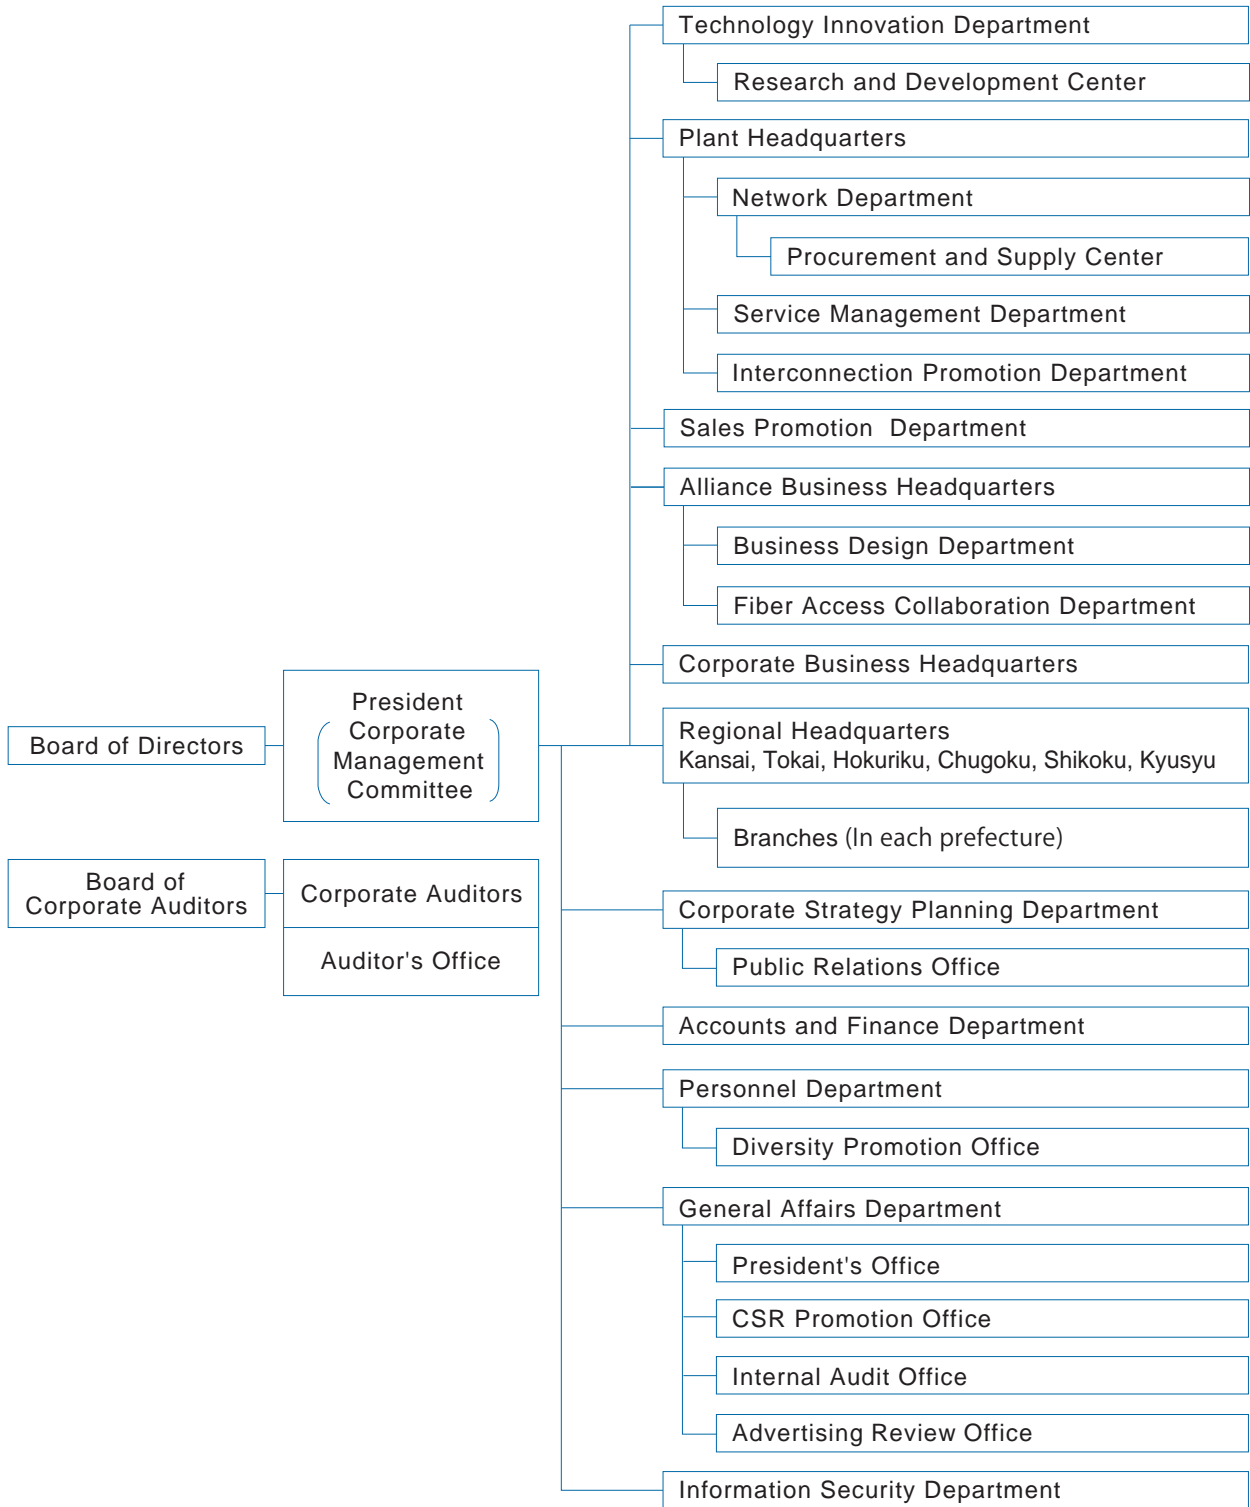 Technology Innovation Department
Research and Development Center
Plant Headquarters
Network Department
Procurement and Supply Center
Service Management Department
Interconnection Promotion Department
Sales Promotion Department
Alliance Business Headquarters
Business Design Department
Fiber Access Collaboration Department
Corporate Business Headquarters
Board of Directors
President
Corporate
Management
Committee
Regional Headquarters
Kansai, Tokai, Hokuriku, Chugoku, Shikoku, Kyusyu
Branches (In each prefecture)
Board of
Corporate Auditors
Corporate Auditors
Auditor's Office
Corporate Strategy Planning Department
Public Relations Office
Accounts and Finance Department
Personnel Department
Diversity Promotion Office
General Affairs Department
President's Office
CSR Promotion Office
Internal Audit Office
Advertising Review Office
Information Security Department